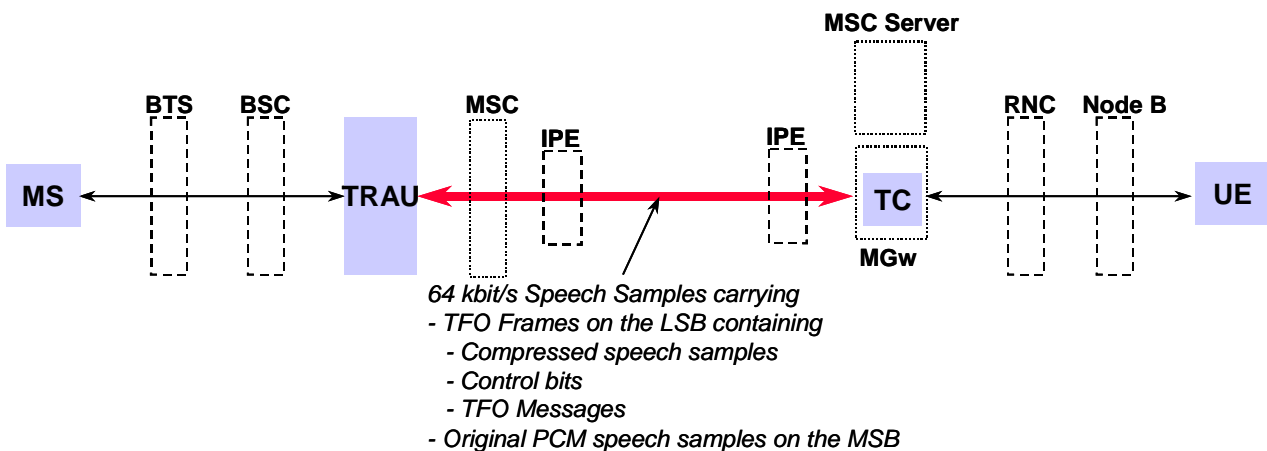 MSC Server
BTS
BSC
MSC
IPE
IPE
RNC
Node B
MS
TRAU
TC
UE
MGw
64 kbit/s Speech Samples carrying
- TFO Frames on the LSB containing
- Compressed speech samples
- Control bits
- TFO Messages
- Original PCM speech samples on the MSB